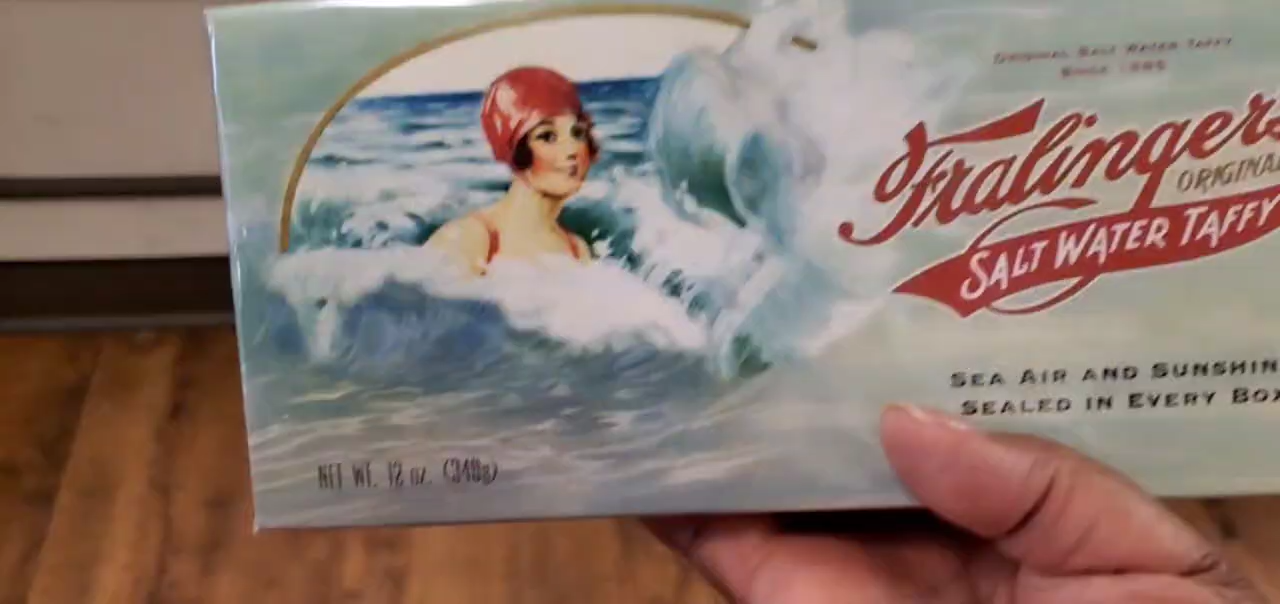 ORIGINAL SALT WATER TAFFY
SINCE 1885
Fralinger's
ORIGINAL
SALT WATER TAFFY
SEA AIR AND SUNSHIN
SEALED IN EVERY BOX
NET WT. 12 oz. (340g)